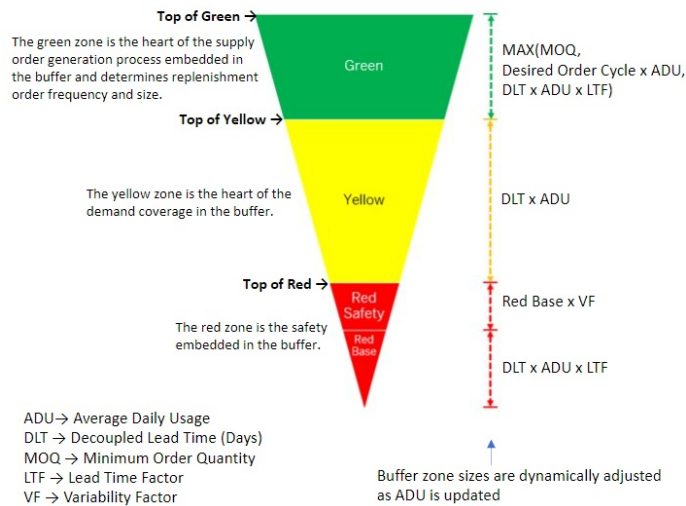 Top of Green →
The green zone is the heart of the supply
order generation process embedded in
the buffer and determines replenishment
order frequency and size.
Green
MAX(MOQ,
Desired Order Cycle x ADU,
DLT x ADU x LTF)
Top of Yellow →
The yellow zone is the heart of the
demand coverage in the buffer.
Yellow
DLT x ADU
Top of Red →
Red
Safety
Red Base x VF
The red zone is the safety
embedded in the buffer.
Red
Base
DLT x ADU x LTF
ADU→ Average Daily Usage
DLT → Decoupled Lead Time (Days)
MOQ → Minimum Order Quantity
LTF → Lead Time Factor
VF → Variability Factor
Buffer zone sizes are dynamically adjusted
as ADU is updated